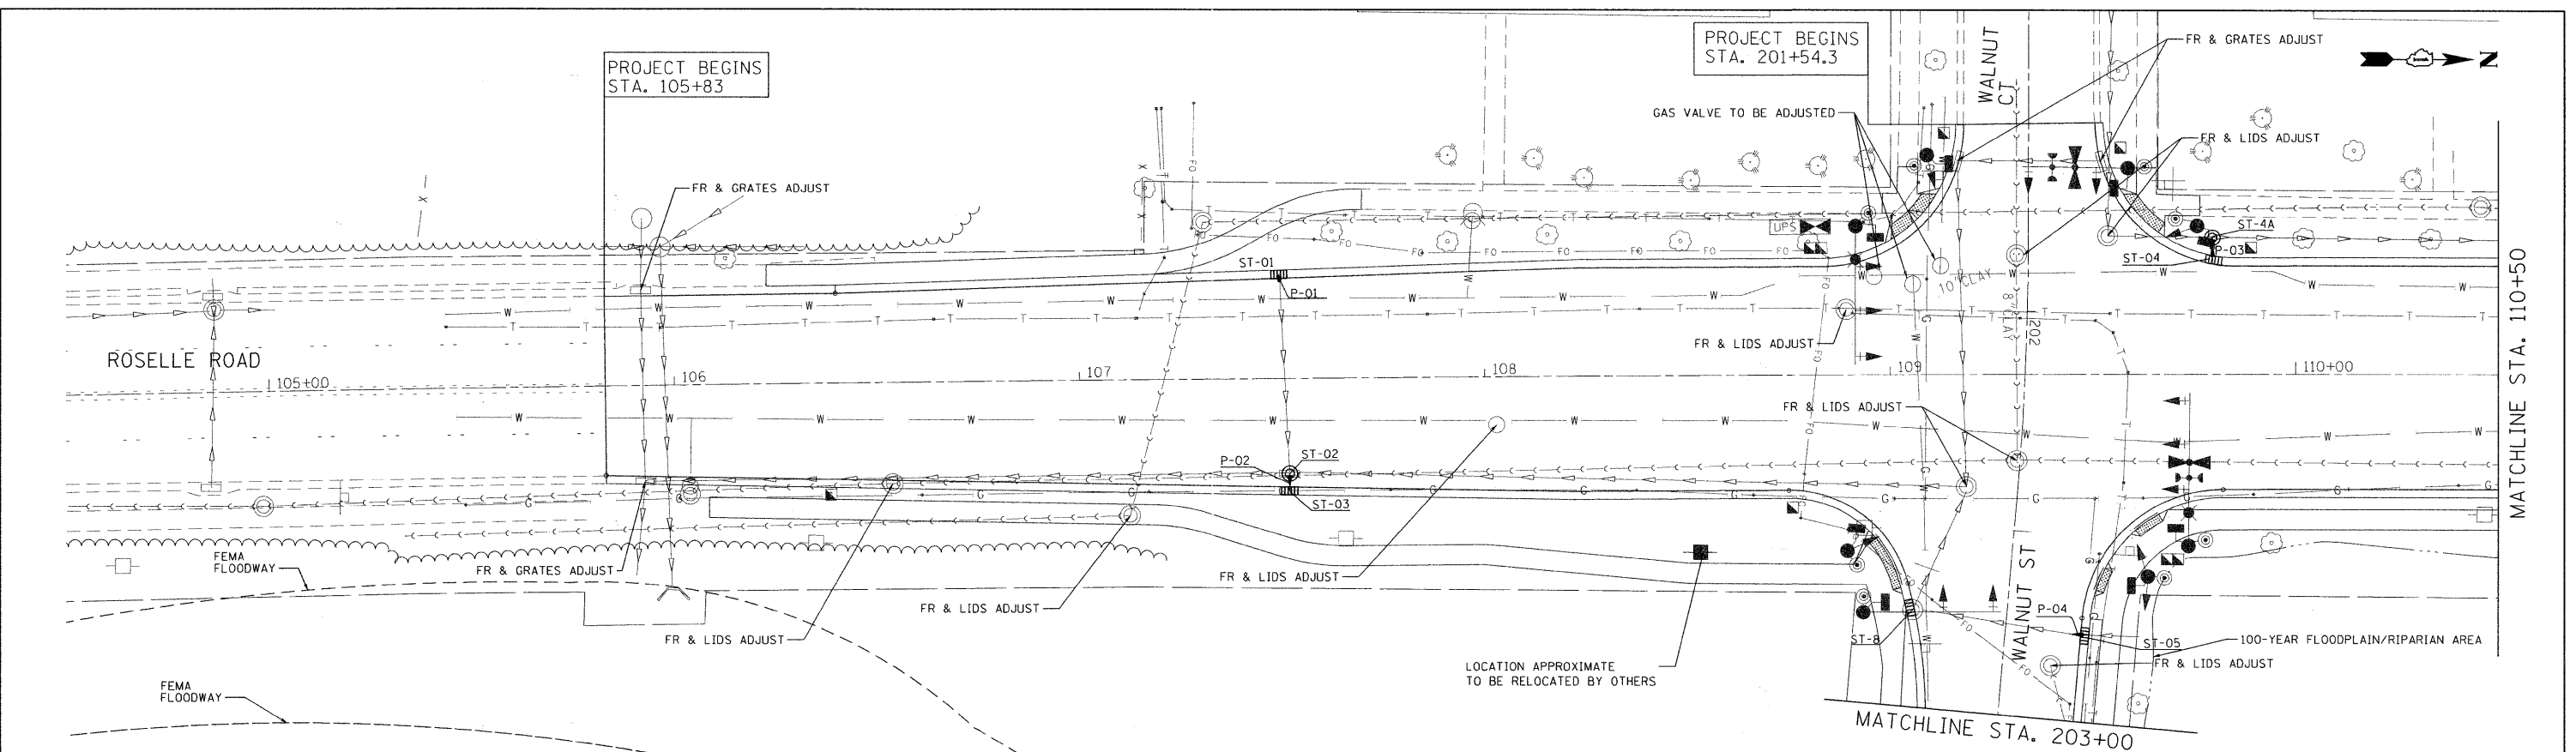 PROJECT BEGINS
STA. 105+83
PROJECT BEGINS
STA. 201+54.3
WALNUT
CT
FR & GRATES ADJUST
N
GAS VALVE TO BE ADJUSTED
FR & LIDS ADJUST
FR & GRATES ADJUST
UPS
ST-4A
P-03
ST-04
ST-01
P-01
10" CLAY
8" CLAY
202
FR & LIDS ADJUST
MATCHLINE STA. 110+50
ROSELLE ROAD
105+00
106
107
108
109
110+00
FR & LIDS ADJUST
P-02
ST-02
ST-03
FEMA
FLOODWAY
FR & GRATES ADJUST
FR & LIDS ADJUST
FR & LIDS ADJUST
FR & LIDS ADJUST
LOCATION APPROXIMATE
TO BE RELOCATED BY OTHERS
ST-8
WALNUT ST
P-04
ST-05
100-YEAR FLOODPLAIN/RIPARIAN AREA
FR & LIDS ADJUST
FEMA
FLOODWAY
MATCHLINE STA. 203+00